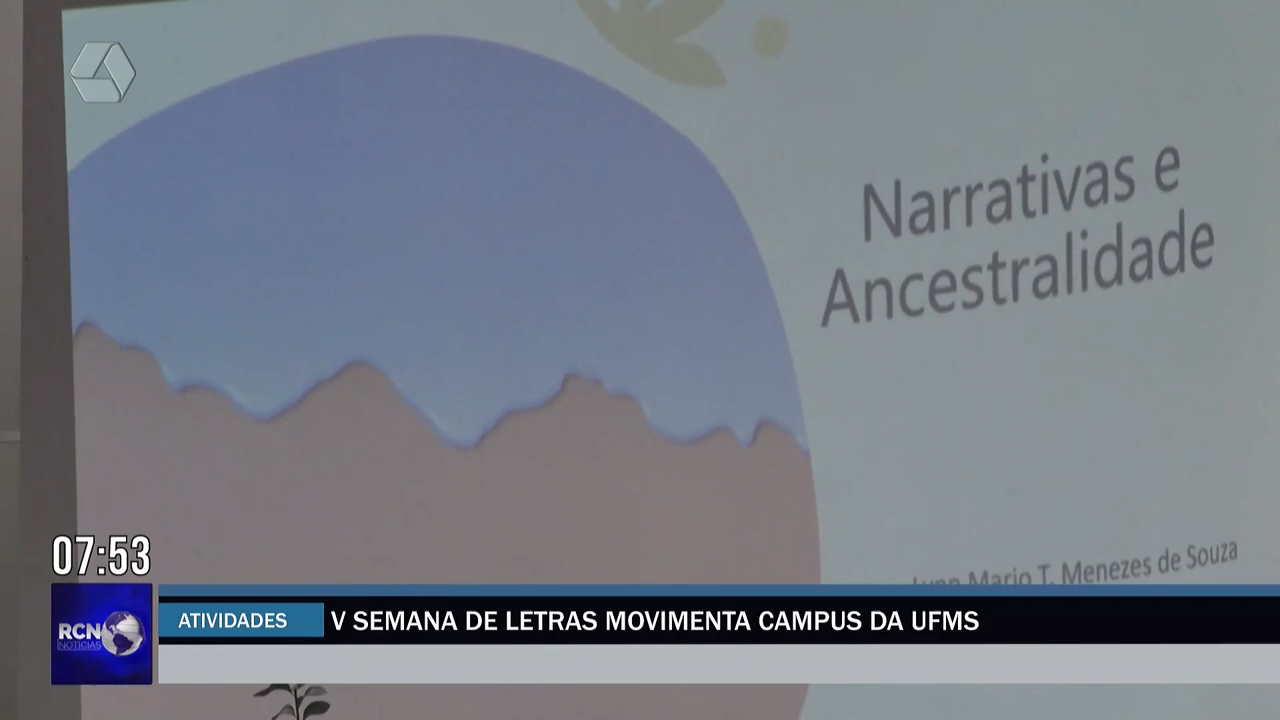 Narrativas e
Ancestralidade
Mario T. Menezes de Souza
07:53
RCN
NOTÍCIAS
ATIVIDADES
V SEMANA DE LETRAS MOVIMENTA CAMPUS DA UFMS